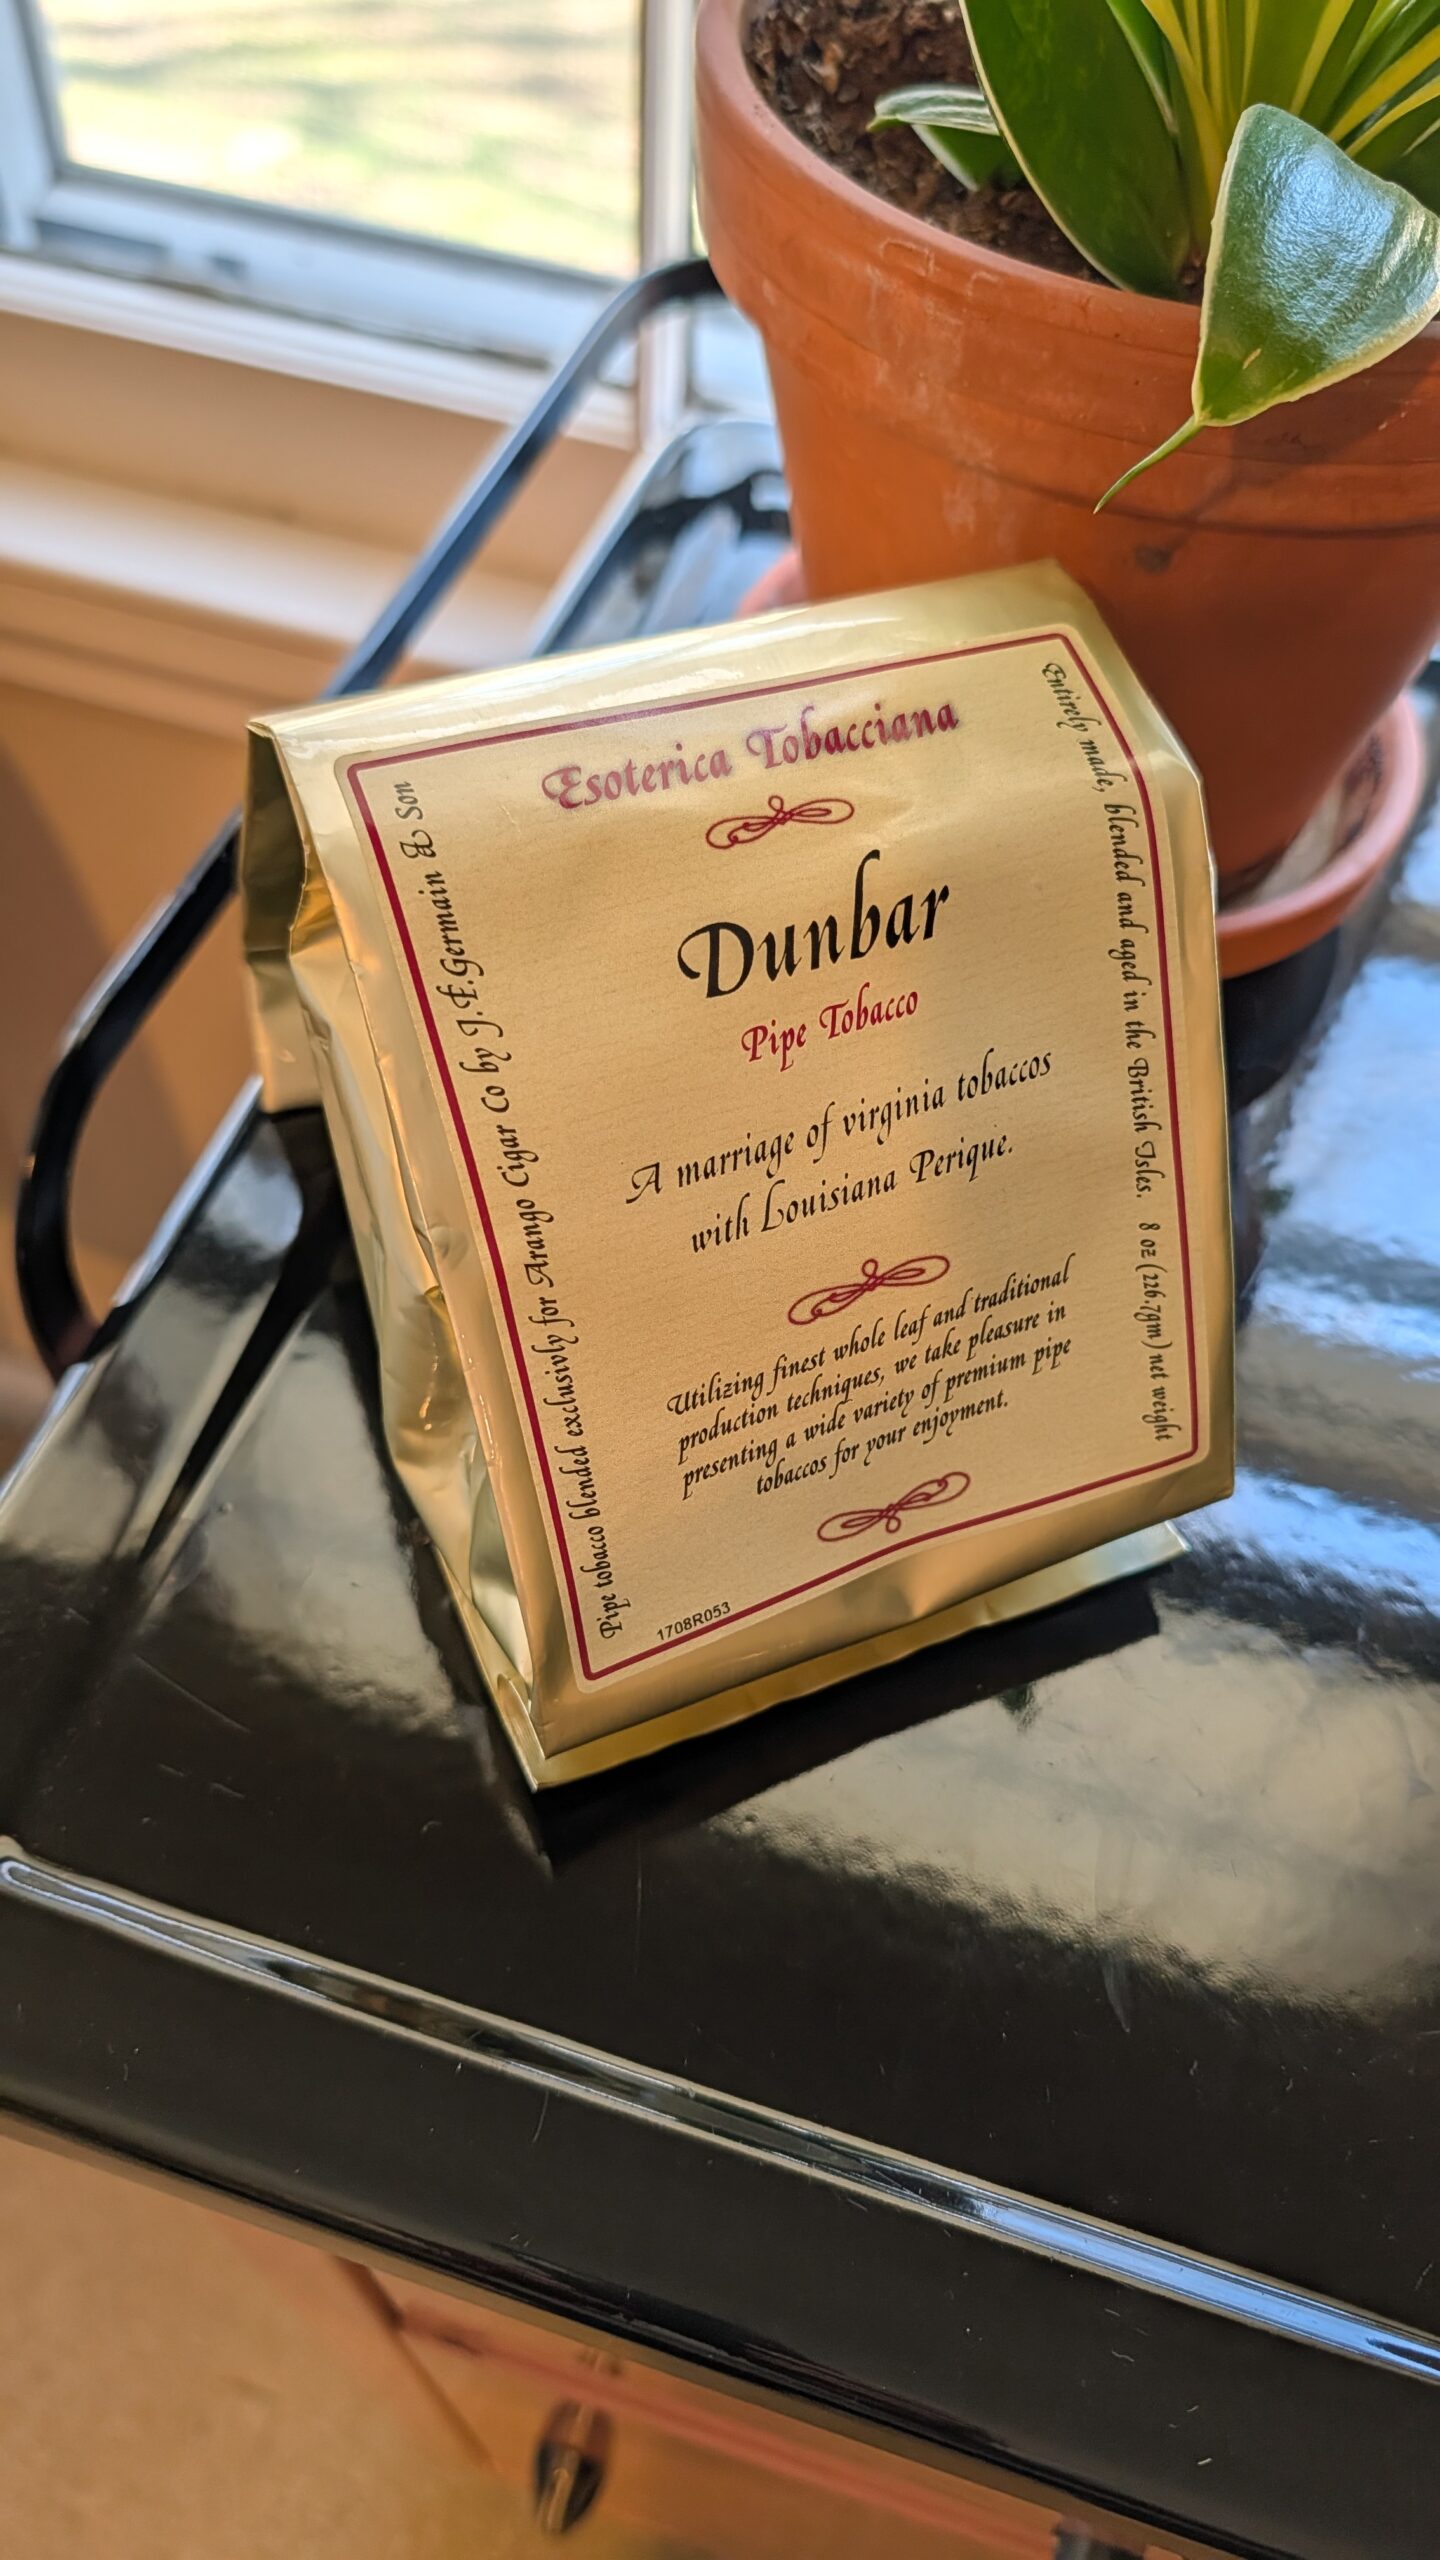 Esoterica Tobacciana
Dunbar
Pipe Tobacco
A marriage of virginia tobaccos
with Louisiana Perique.
Utilizing finest whole leaf and traditional
production techniques, we take pleasure in
presenting a wide variety of premium pipe
tobaccos for your enjoyment.
1708R053
Pipe tobacco blended exclusivly for Arango Cigar Co by J.F.Germain & Son
Entirely made, blended and aged in the British Isles. 8 oz (226.7gm) net weight